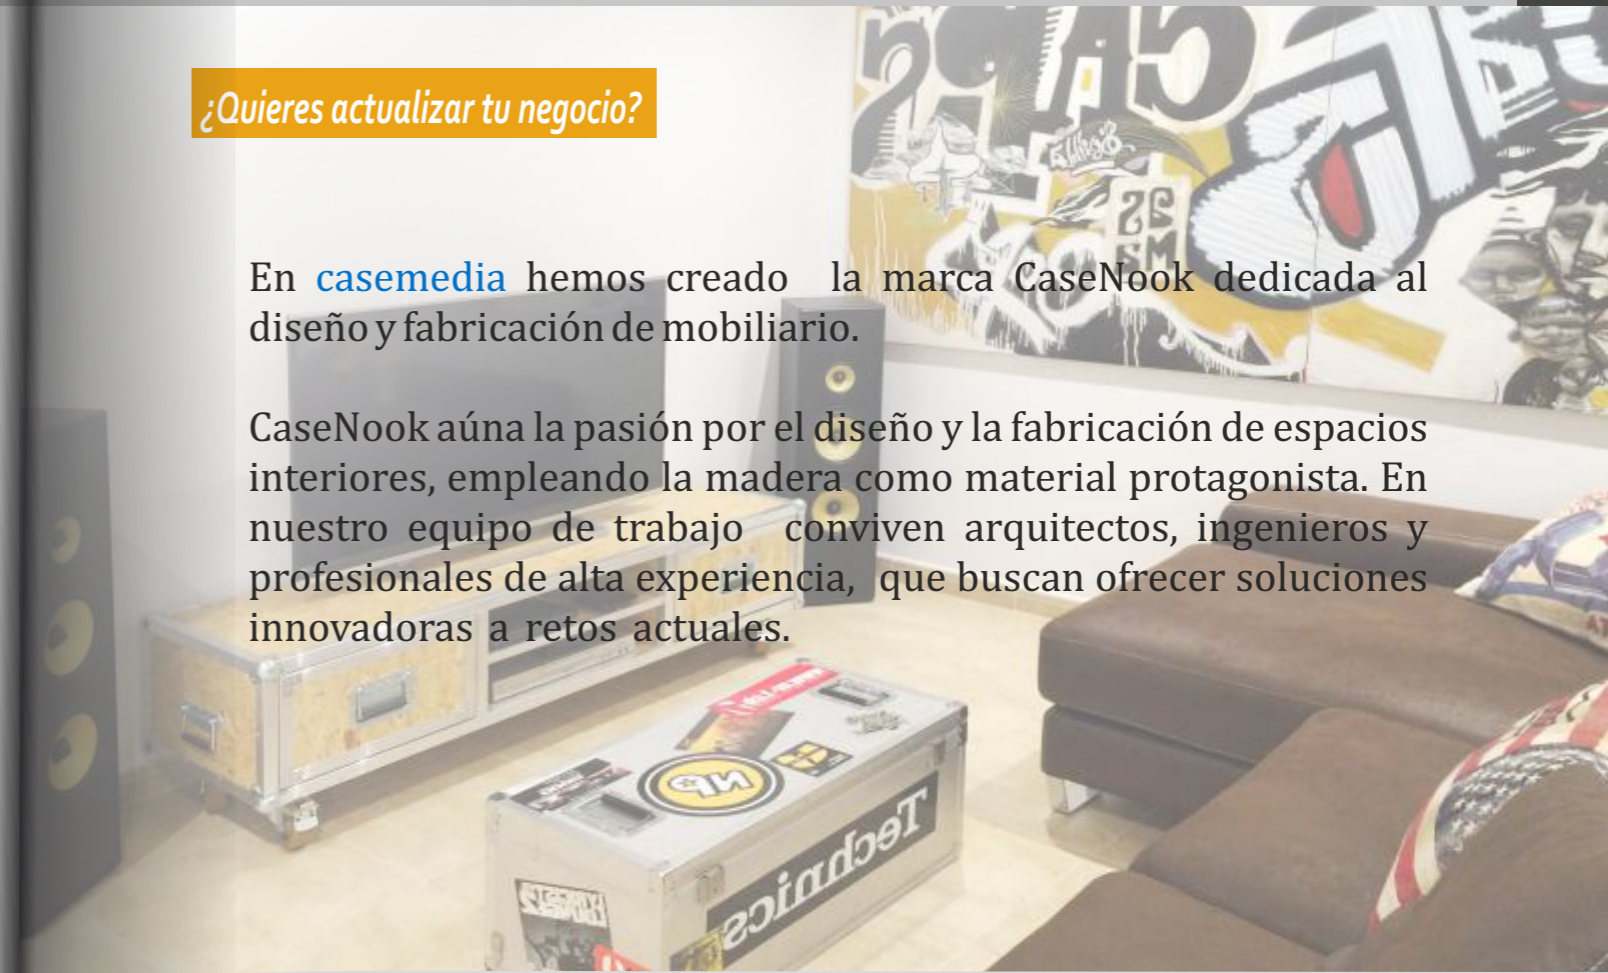 ¿Quieres actualizar tu negocio?
En casemedia hemos creado la marca CaseNook dedicada al
diseño y fabricación de mobiliario.
CaseNook aúna la pasión por el diseño y la fabricación de espacios
interiores, empleando la madera como material protagonista. En
nuestro equipo de trabajo conviven arquitectos, ingenieros y
profesionales de alta experiencia, que buscan ofrecer soluciones
innovadoras a retos actuales.
Technics